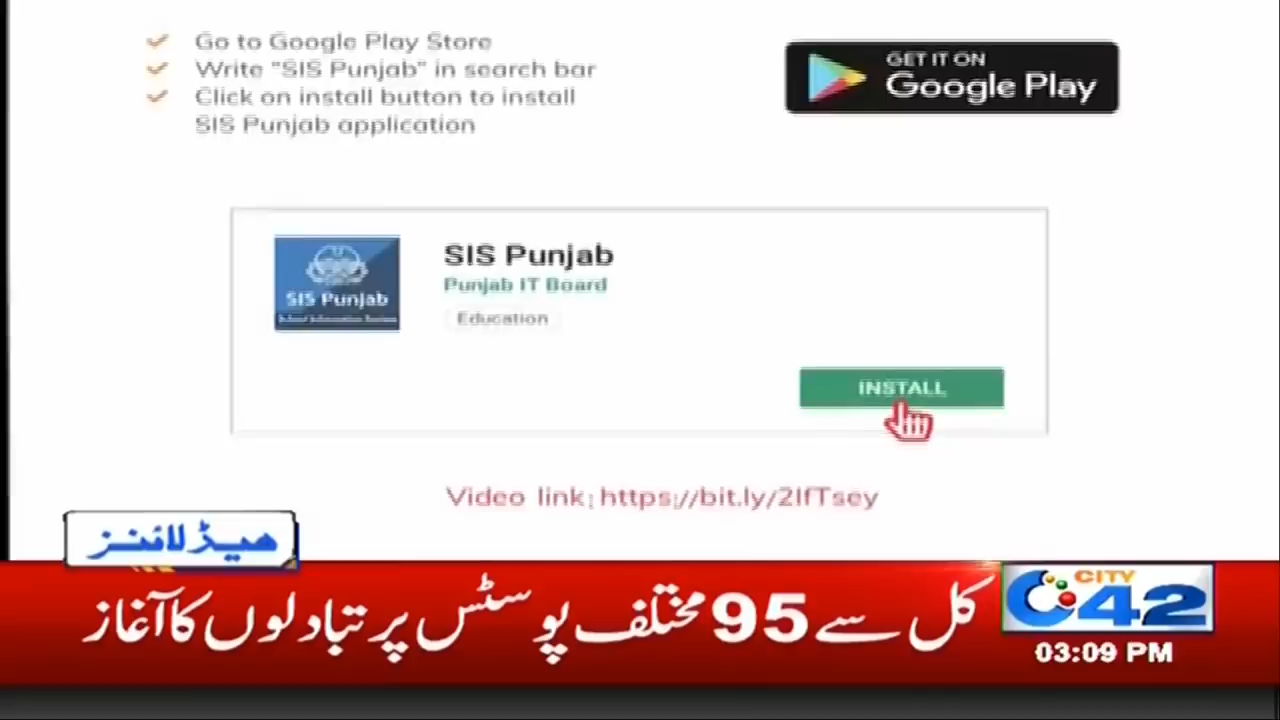 Go to Google Play Store
Write "SIS Punjab" in search bar
Click on install button to install
SIS Punjab application
GET IT ON
Google Play
SIS Punjab
SIS Punjab
Punjab IT Board
Education
INSTALL
Video link: https://bit.ly/2IfTsey
ہیڈلائنز
کل سے 95 مختلف پوسٹس پر تبادلوں کا آغاز
CITY
42
03:09 PM